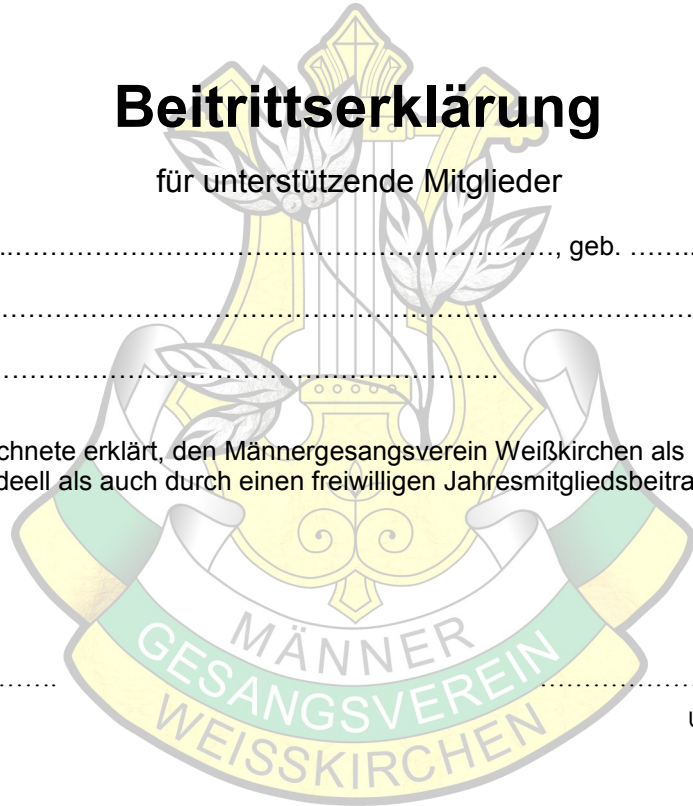 Beitrittserklärung
für unterstützende Mitglieder
..……………………………………………………..……, geb. ……..
………………………………………………………………………………
……….……………………………………………….
chnete erklärt, den Männergesangsverein Weißkirchen als
deell als auch durch einen freiwilligen Jahresmitgliedsbeitra
……. …………………
MÄNNER
GESANGSVEREIN
WEISSKIRCHEN